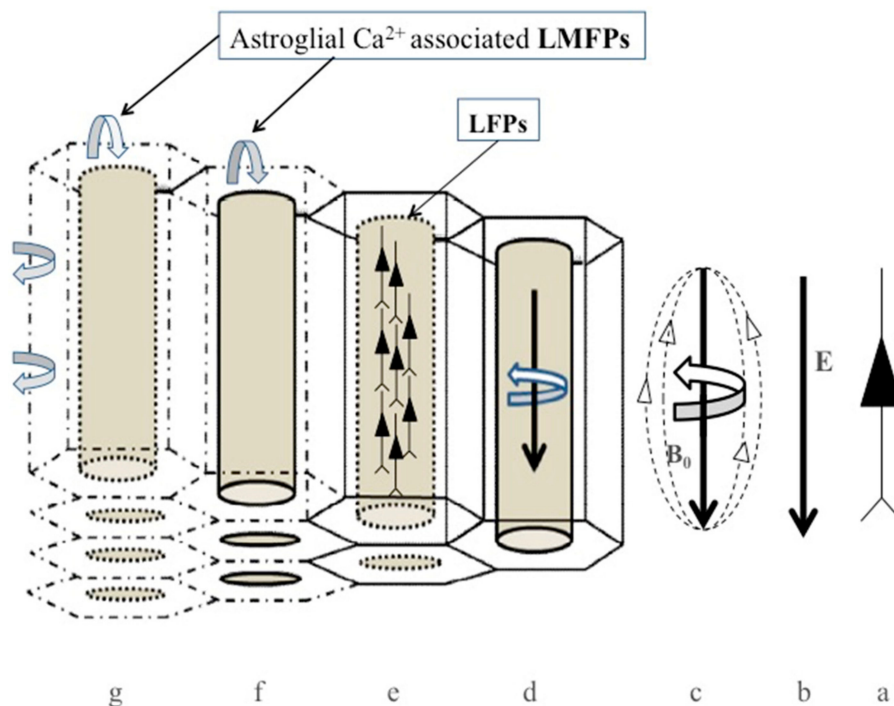 Astroglial Ca²⁺ associated LMFPs
LFPs
E
B₀
g f e d c b a